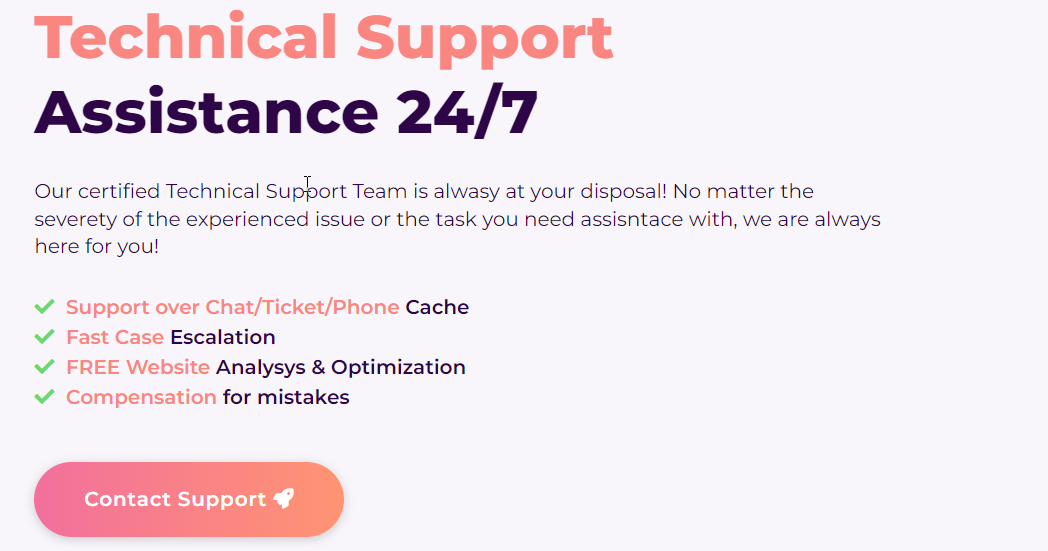 Technical Support
Assistance 24/7
Our certified Technical Support Team is alwasy at your disposal! No matter the
severety of the experienced issue or the task you need assisntace with, we are always
here for you!
Support over Chat/Ticket/Phone Cache
Fast Case Escalation
FREE Website Analysys & Optimization
Compensation for mistakes
Contact Support